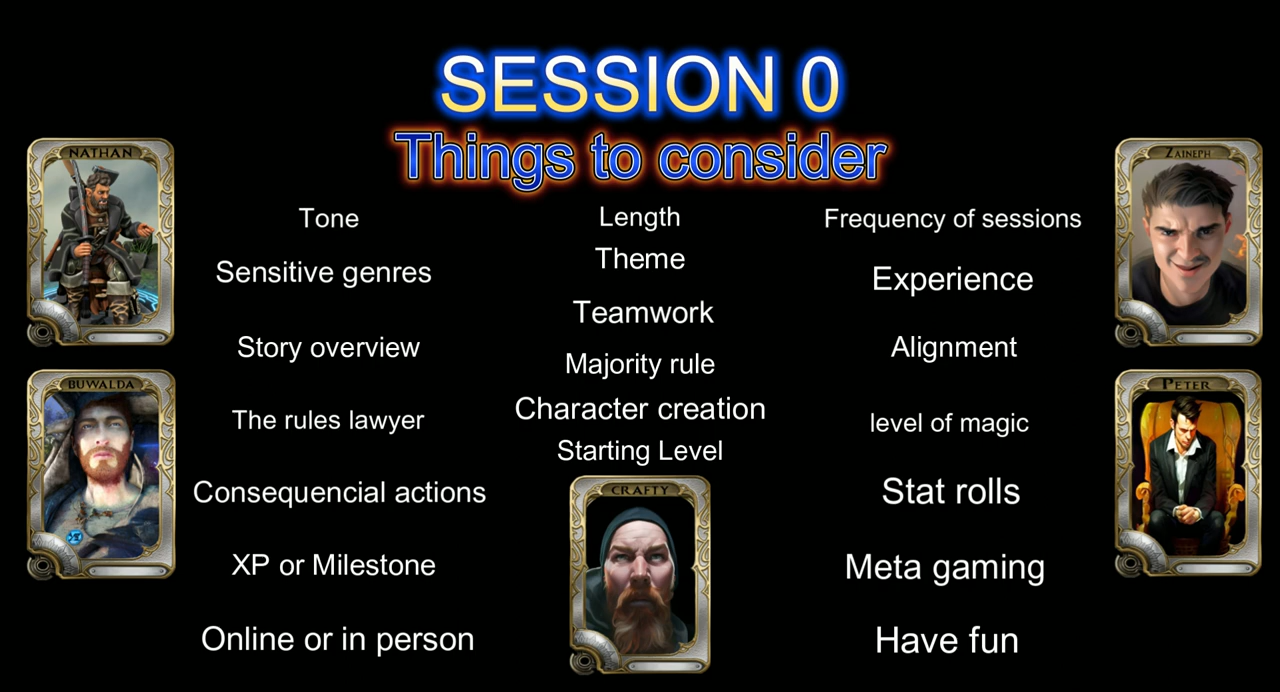 SESSION 0
Things to consider
NATHAN
ZAINEPH
Tone
Length
Frequency of sessions
Sensitive genres
Theme
Experience
Teamwork
Story overview
Majority rule
Alignment
BUWALDA
PETER
The rules lawyer
Character creation
level of magic
Starting Level
Consequencial actions
CRAFTY
Stat rolls
XP or Milestone
Meta gaming
Online or in person
Have fun